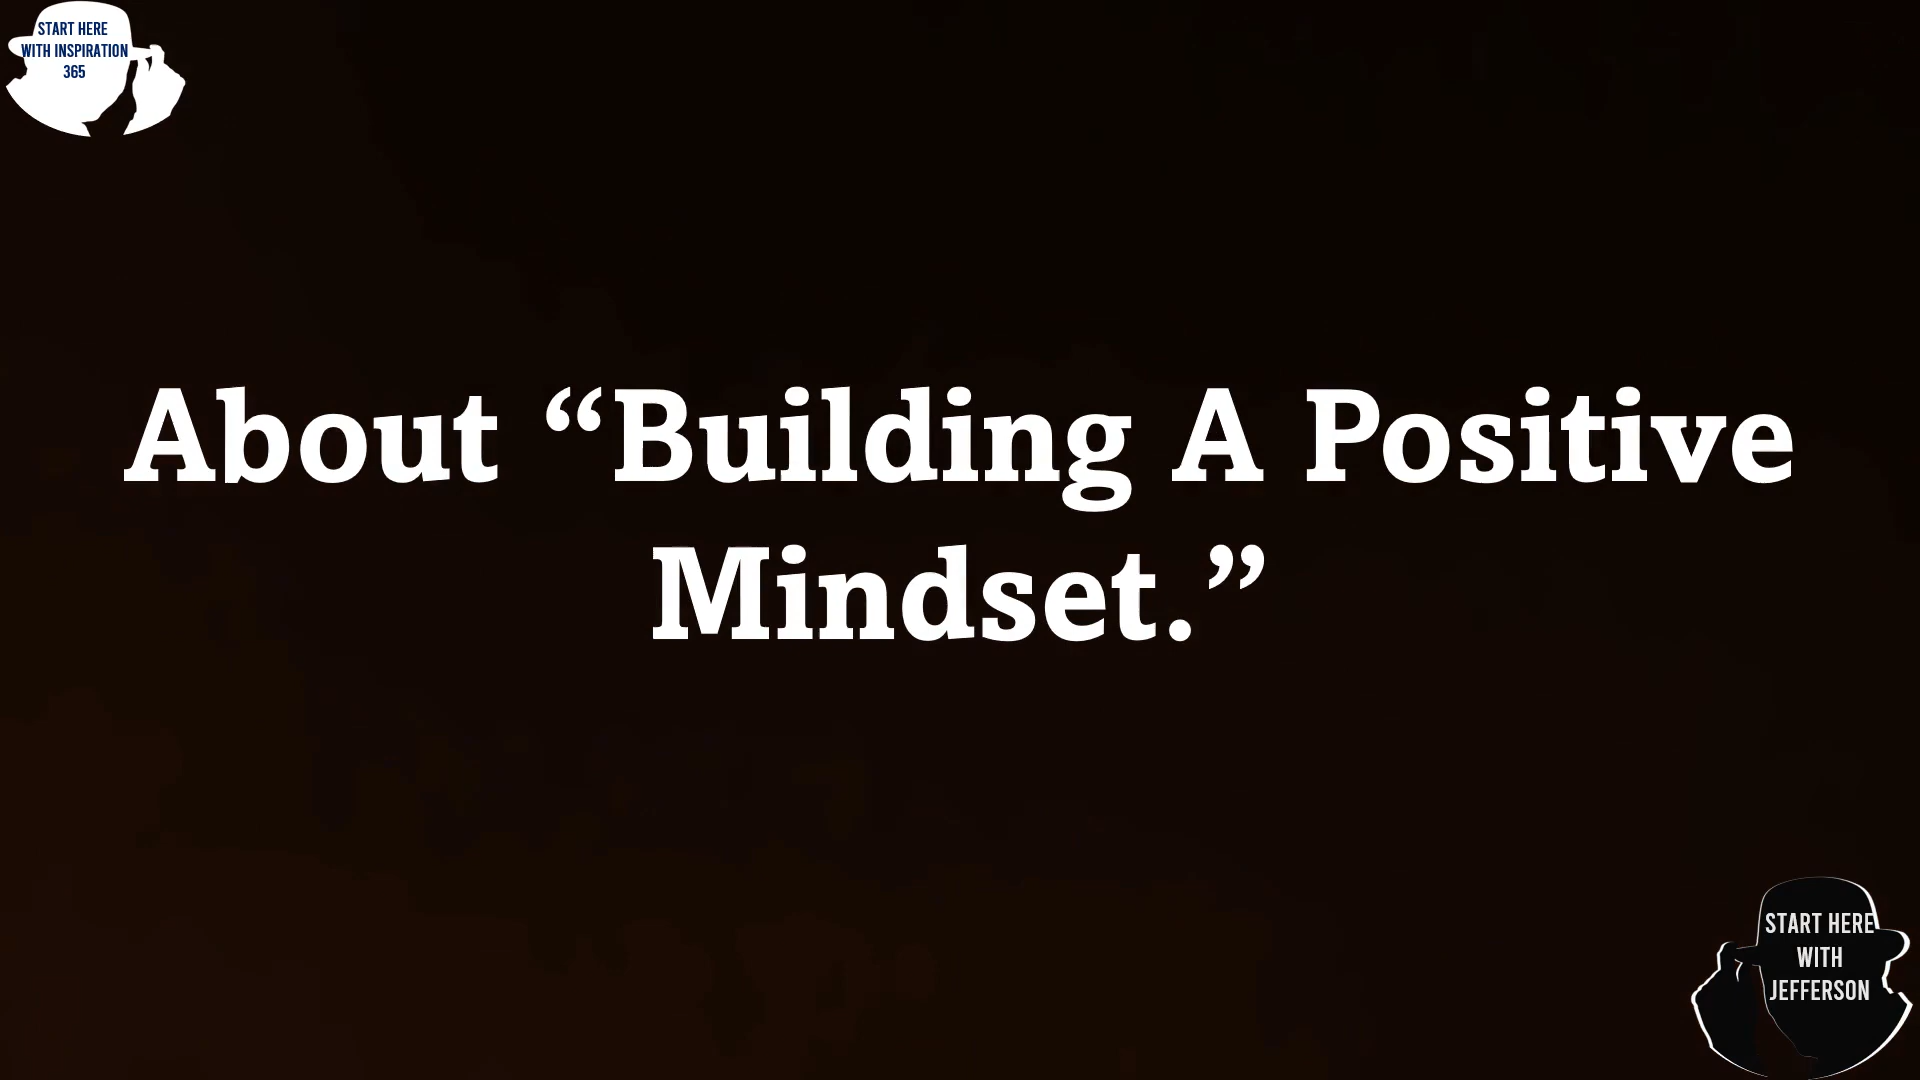 START HERE
WITH INSPIRATION
365
About “Building A Positive
Mindset.”
START HERE
WITH
JEFFERSON